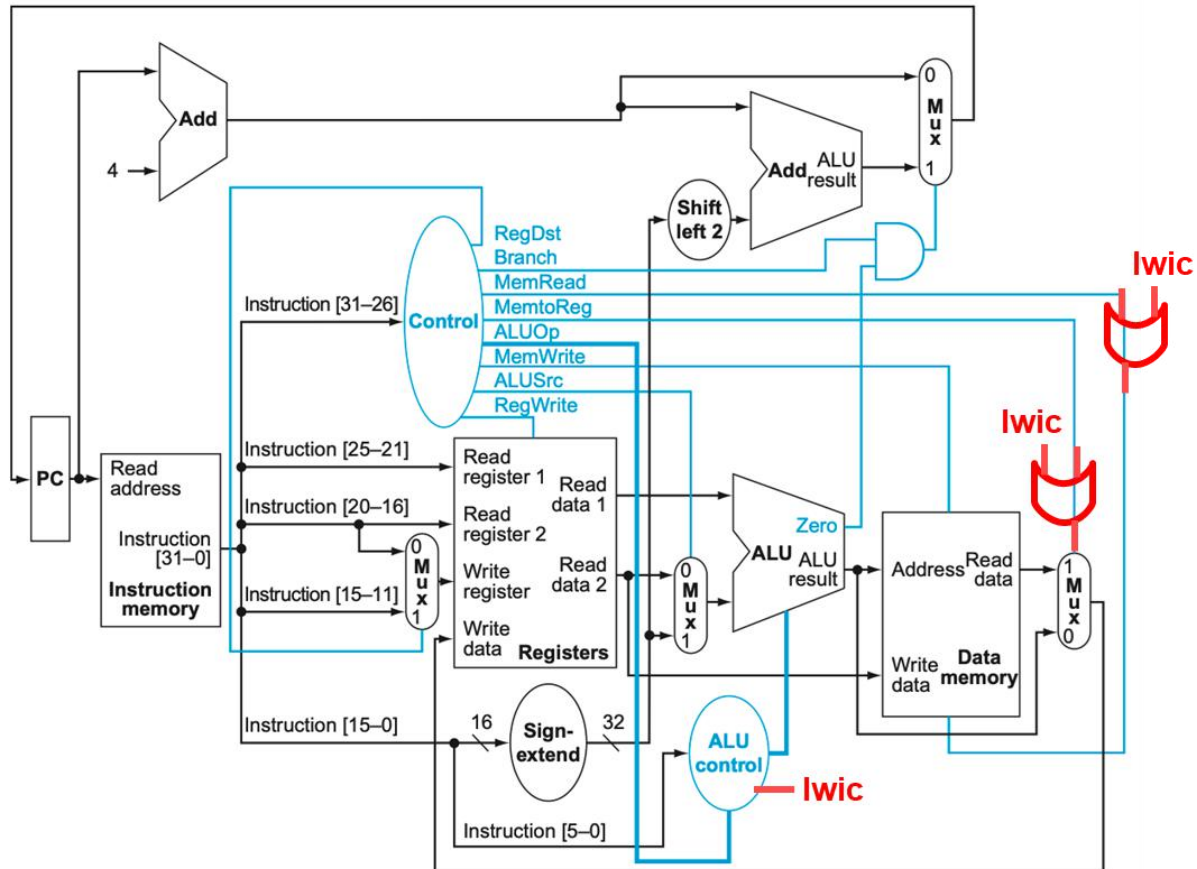 Add
4
0
Mux
1
Add
ALU
result
Shift
left 2
RegDst
Branch
MemRead
MemtoReg
ALUOp
MemWrite
ALUSrc
RegWrite
Control
lwic
lwic
Instruction [31–26]
Instruction [25–21]
Instruction [20–16]
Instruction [15–11]
Instruction [15–0]
Instruction [5–0]
PC
Read
address
Instruction
[31–0]
Instruction
memory
0
Mux
1
Read
register 1
Read
register 2
Write
register
Write
data
Read
data 1
Read
data 2
Registers
0
Mux
1
Zero
ALU
ALU
result
Address
Read
data
Write
data
Data
memory
1
Mux
0
16
Sign-
extend
32
ALU
control
lwic